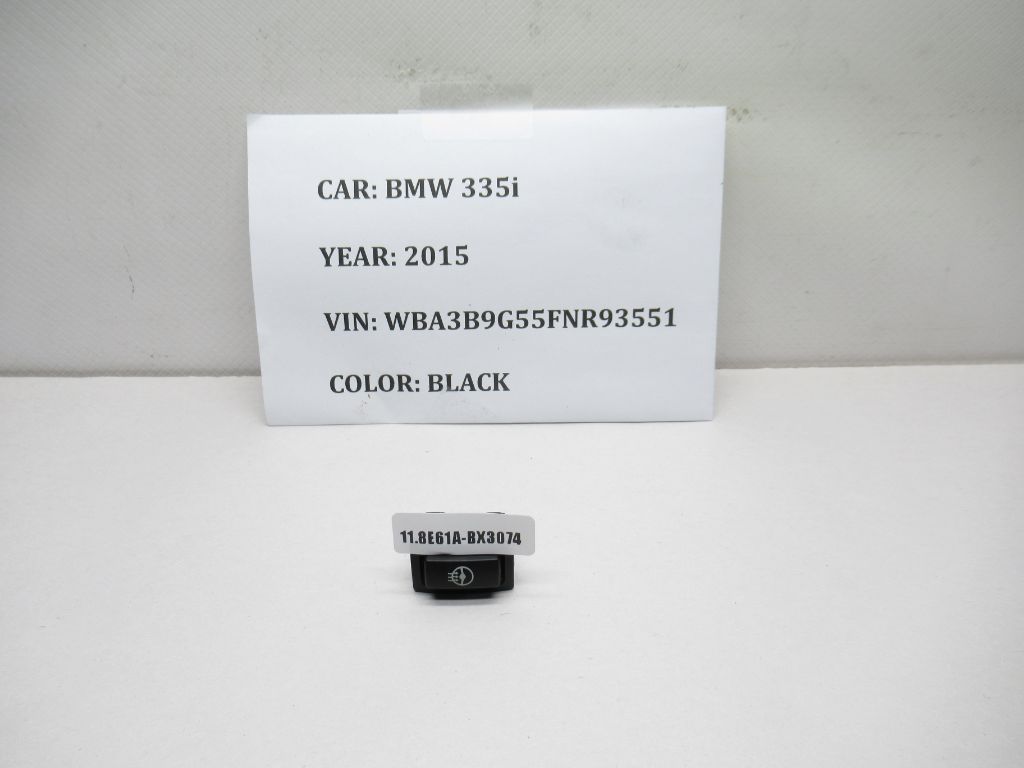 CAR: BMW 335i
YEAR: 2015
VIN: WBA3B9G55FNR93551
COLOR: BLACK
11.8E61A-BX3074